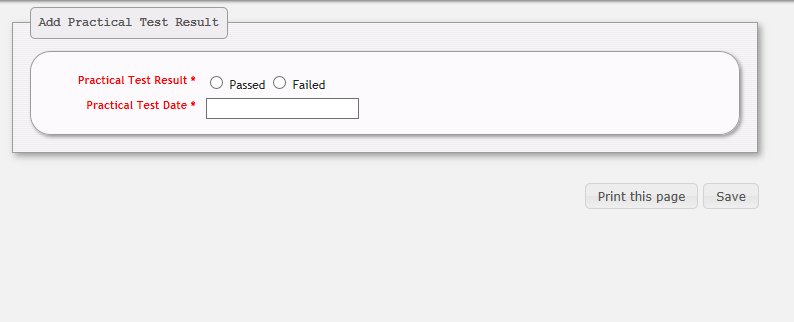 Add Practical Test Result
Practical Test Result * Passed Failed
Practical Test Date *
Print this page Save